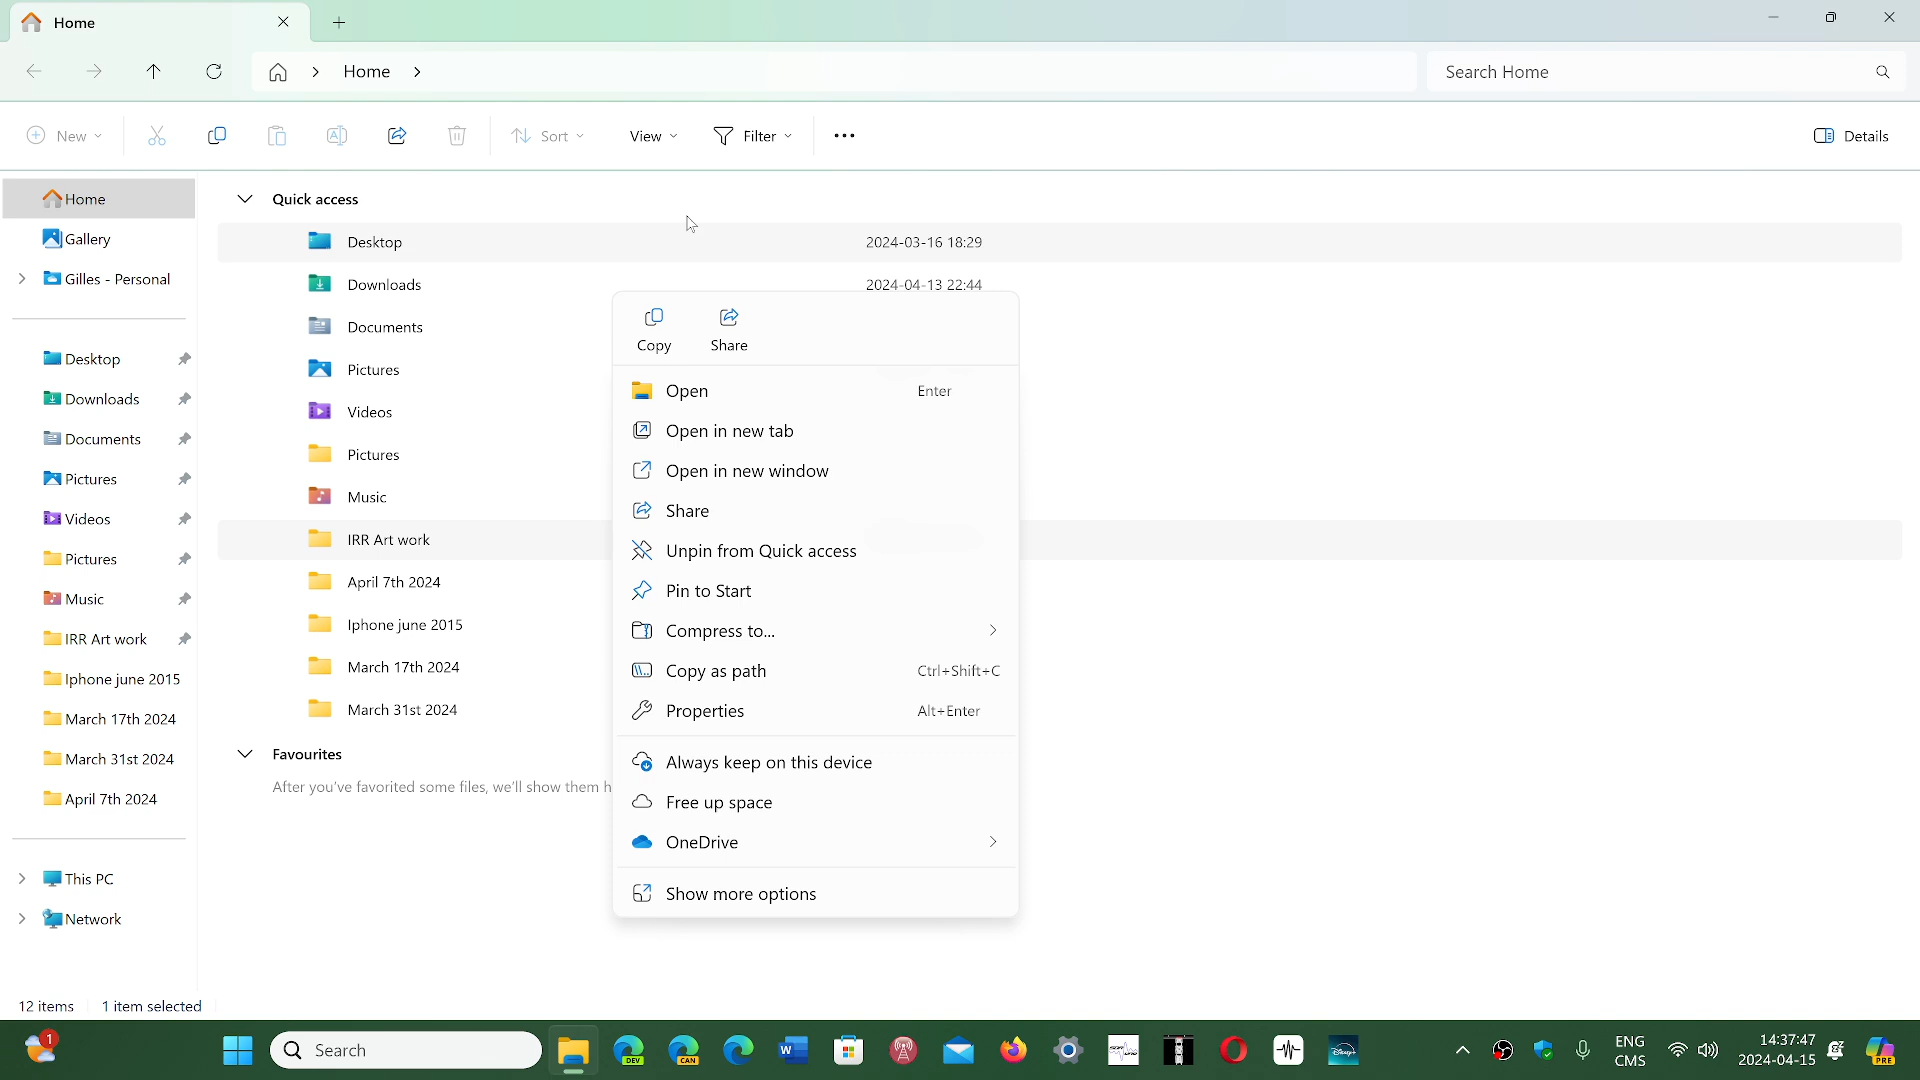 Home
Home
Search Home
New
Sort
View
Filter
Details
Home
Gallery
Gilles - Personal
Desktop
Downloads
Documents
Pictures
Videos
Pictures
Music
IRR Art work
Iphone june 2015
March 17th 2024
March 31st 2024
April 7th 2024
This PC
Network
Quick access
Desktop 2024-03-16 18:29
Downloads 2024-04-13 22:44
Documents
Pictures
Videos
Pictures
Music
IRR Art work
April 7th 2024
Iphone june 2015
March 17th 2024
March 31st 2024
Favourites
After you've favorited some files, we'll show them h
Copy Share
Open Enter
Open in new tab
Open in new window
Share
Unpin from Quick access
Pin to Start
Compress to...
Copy as path Ctrl+Shift+C
Properties Alt+Enter
Always keep on this device
Free up space
OneDrive
Show more options
12 items 1 item selected
1
Search
DEV
CAN
W
Disney+
ENG
CMS
14:37:47
2024-04-15
PRE